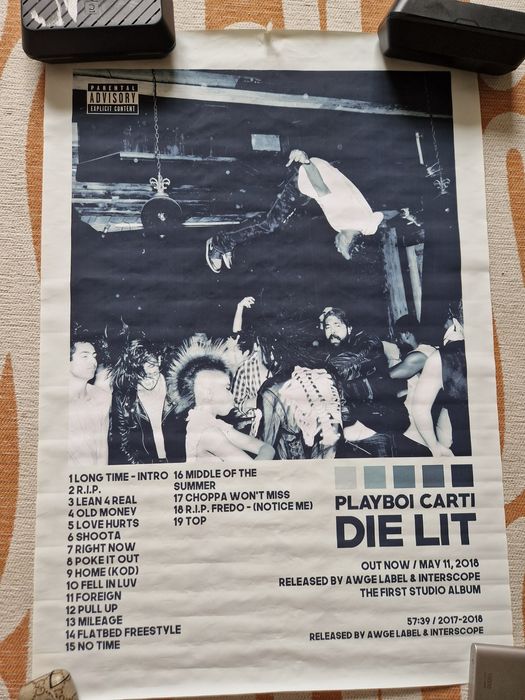 PARENTAL
ADVISORY
EXPLICIT CONTENT
1 LONG TIME - INTRO
2 R.I.P.
3 LEAN 4 REAL
4 OLD MONEY
5 LOVE HURTS
6 SHOOTA
7 RIGHT NOW
8 POKE IT OUT
9 HOME (KOD)
10 FELL IN LUV
11 FOREIGN
12 PULL UP
13 MILEAGE
14 FLATBED FREESTYLE
15 NO TIME
16 MIDDLE OF THE
SUMMER
17 CHOPPA WON'T MISS
18 R.I.P. FREDO - (NOTICE ME)
19 TOP
PLAYBOI CARTI
DIE LIT
OUT NOW / MAY 11, 2018
RELEASED BY AWGE LABEL & INTERSCOPE
THE FIRST STUDIO ALBUM
57:39 / 2017-2018
RELEASED BY AWGE LABEL & INTERSCOPE